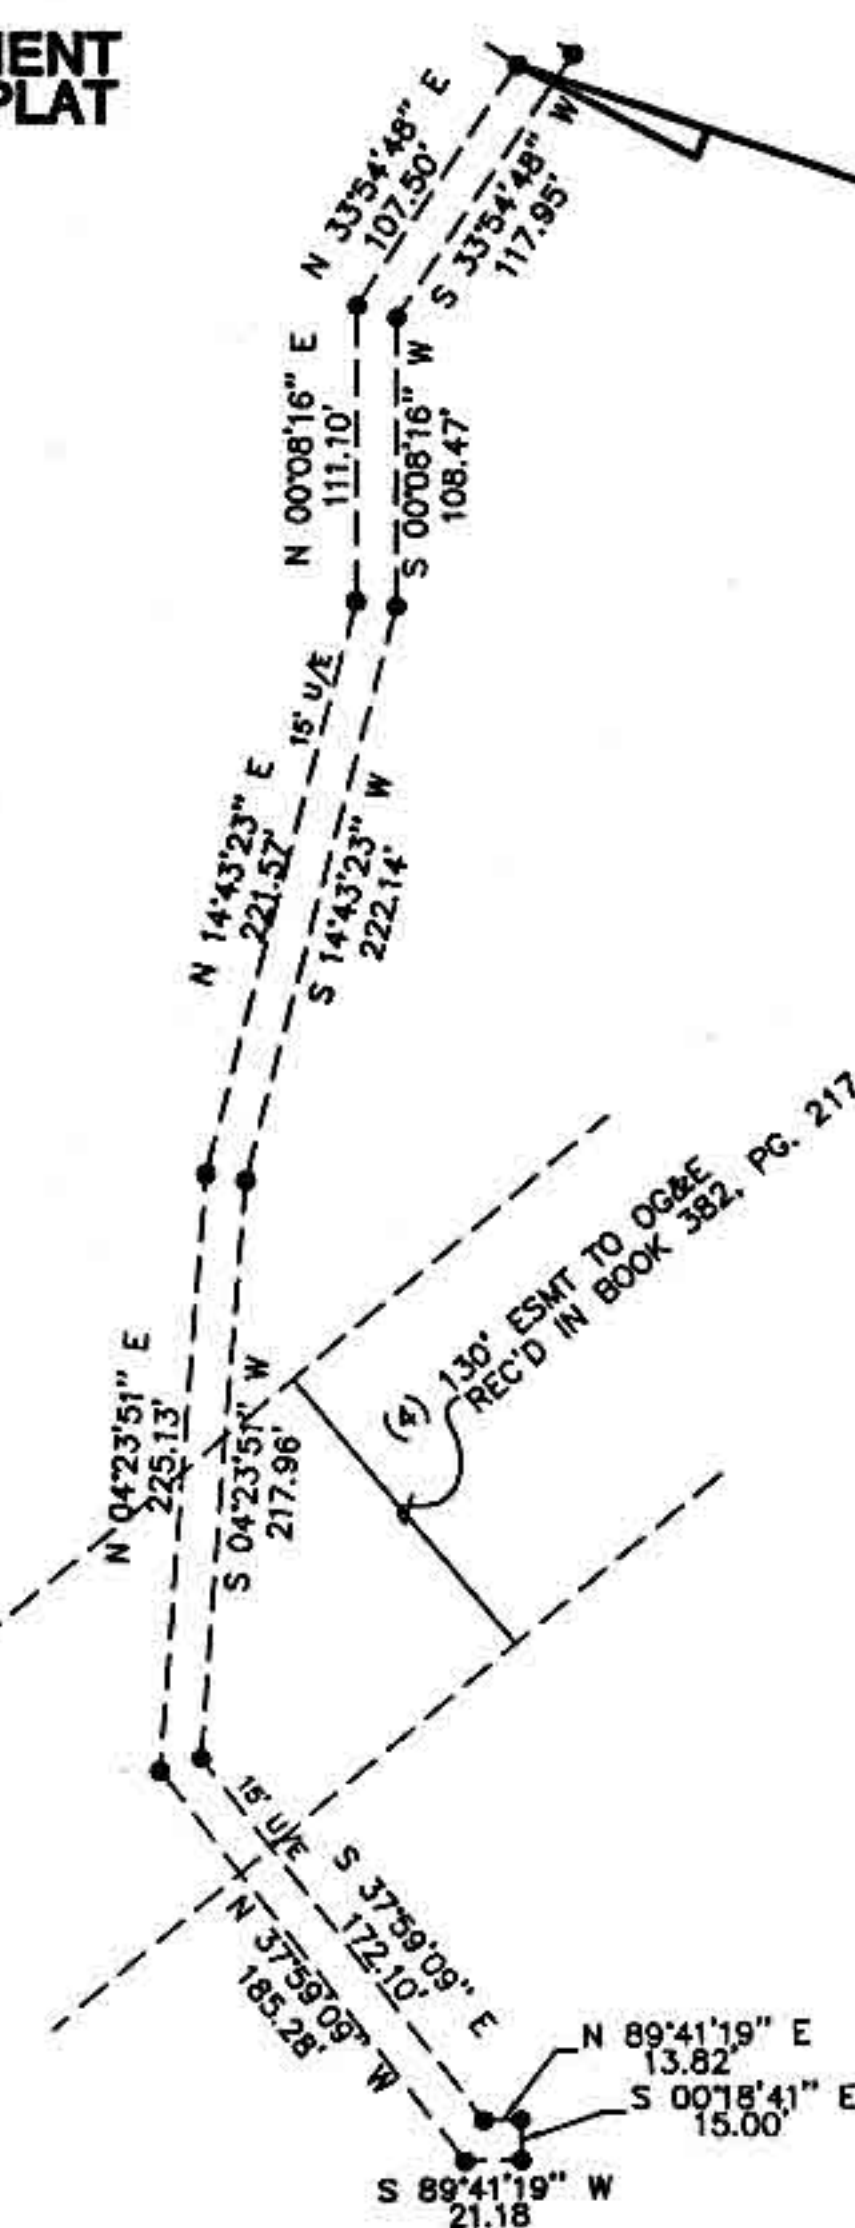 MENT
PLAT
N 33°54'48" E
107.50'
S 33°54'48" W
117.95'
N 00°08'16" E
111.10'
S 00°08'16" W
108.47'
15' U/E
N 14°43'23" E
221.57'
S 14°43'23" W
222.14'
130' ESMT TO OG&E
REC'D IN BOOK 382, PG. 217
N 04°23'51" E
225.13'
S 04°23'51" W
217.96'
15' U/E
S 37°59'09" E
172.10'
N 37°59'09" W
185.28'
N 89°41'19" E
13.82'
S 00°18'41" E
15.00'
S 89°41'19" W
21.18